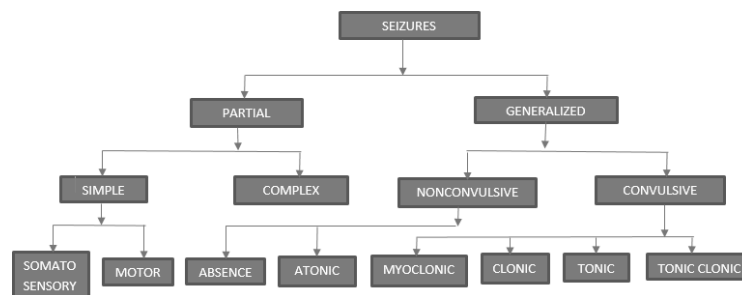 SEIZURES
PARTIAL
GENERALIZED
SIMPLE
COMPLEX
NONCONVULSIVE
CONVULSIVE
SOMATO
SENSORY
MOTOR
ABSENCE
ATONIC
MYOCLONIC
CLONIC
TONIC
TONIC CLONIC